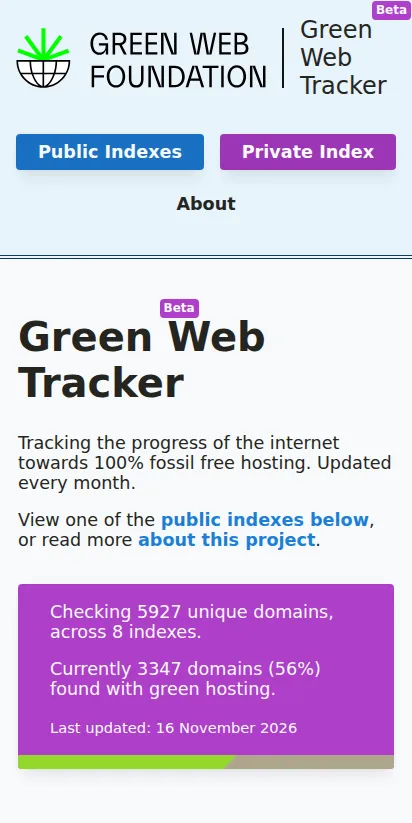 Beta
GREEN WEB
FOUNDATION
Green
Web
Tracker
Public Indexes
Private Index
About
Beta
Green Web
Tracker
Tracking the progress of the internet
towards 100% fossil free hosting. Updated
every month.
View one of the public indexes below,
or read more about this project.
Checking 5927 unique domains,
across 8 indexes.
Currently 3347 domains (56%)
found with green hosting.
Last updated: 16 November 2026